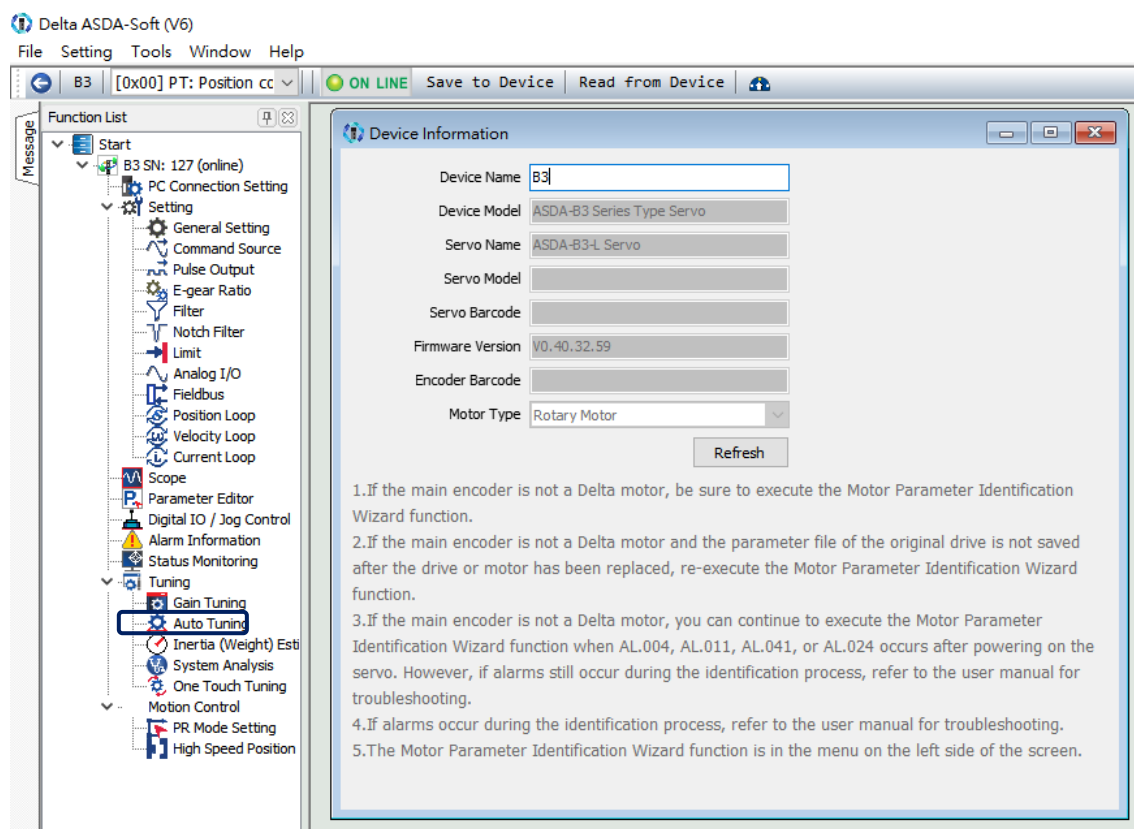 Delta ASDA-Soft (V6)
File Setting Tools Window Help
B3 [0x00] PT: Position cc ON LINE Save to Device Read from Device
Message
Function List
Start
B3 SN: 127 (online)
PC Connection Setting
Setting
General Setting
Command Source
Pulse Output
E-gear Ratio
Filter
Notch Filter
Limit
Analog I/O
Fieldbus
Position Loop
Velocity Loop
Current Loop
Scope
Parameter Editor
Digital IO / Jog Control
Alarm Information
Status Monitoring
Tuning
Gain Tuning
Auto Tuning
Inertia (Weight) Esti
System Analysis
One Touch Tuning
Motion Control
PR Mode Setting
High Speed Position
Device Information
Device Name B3
Device Model ASDA-B3 Series Type Servo
Servo Name ASDA-B3-L Servo
Servo Model
Servo Barcode
Firmware Version V0.40.32.59
Encoder Barcode
Motor Type Rotary Motor
Refresh
1.If the main encoder is not a Delta motor, be sure to execute the Motor Parameter Identification
Wizard function.
2.If the main encoder is not a Delta motor and the parameter file of the original drive is not saved
after the drive or motor has been replaced, re-execute the Motor Parameter Identification Wizard
function.
3.If the main encoder is not a Delta motor, you can continue to execute the Motor Parameter
Identification Wizard function when AL.004, AL.011, AL.041, or AL.024 occurs after powering on the
servo. However, if alarms still occur during the identification process, refer to the user manual for
troubleshooting.
4.If alarms occur during the identification process, refer to the user manual for troubleshooting.
5.The Motor Parameter Identification Wizard function is in the menu on the left side of the screen.